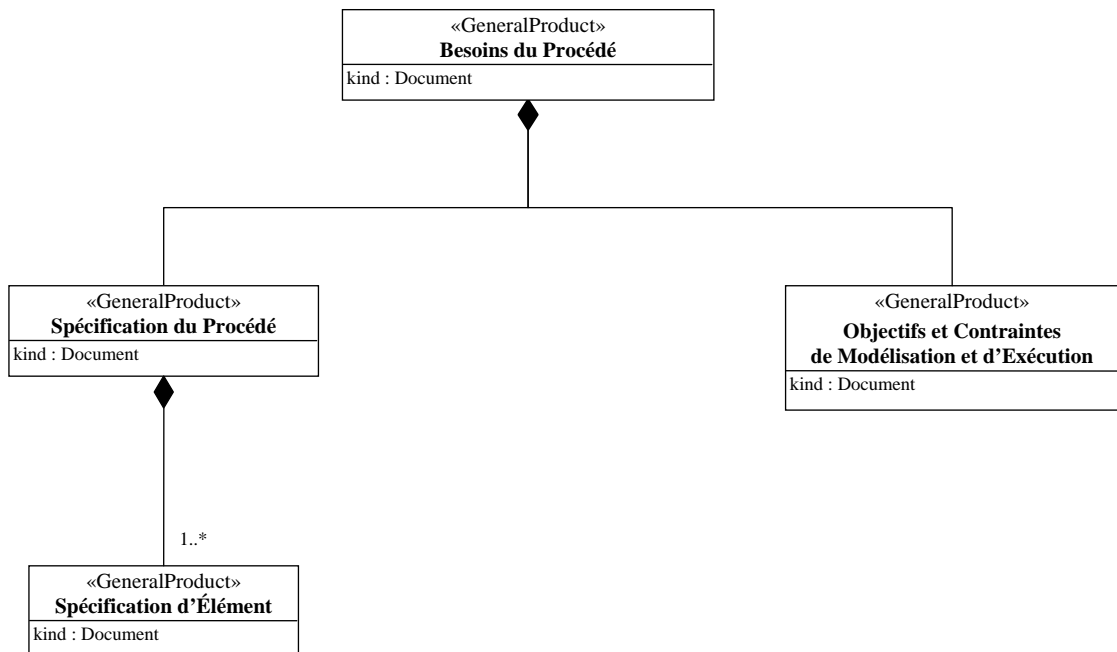 «GeneralProduct»
Besoins du Procédé
kind : Document
«GeneralProduct»
Spécification du Procédé
kind : Document
«GeneralProduct»
Objectifs et Contraintes
de Modélisation et d'Exécution
kind : Document
1..*
«GeneralProduct»
Spécification d'Élément
kind : Document